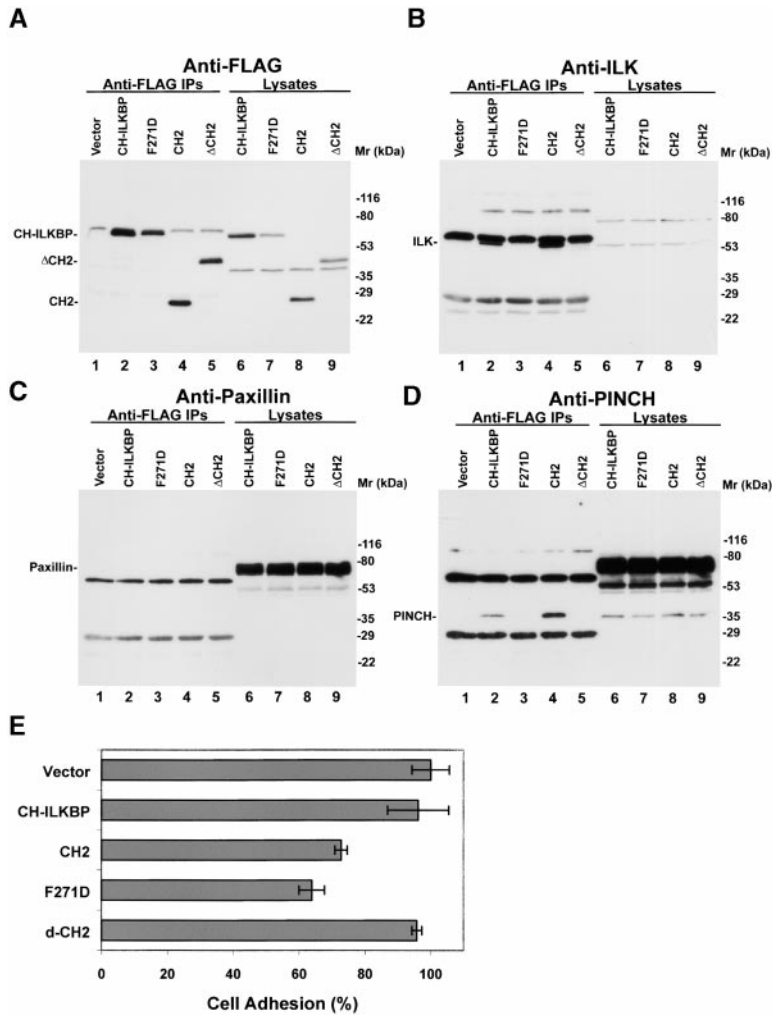 A
Anti-FLAG
Anti-FLAG IPs Lysates
Vector CH-ILKBP F271D CH2 ΔCH2 CH-ILKBP F271D CH2 ΔCH2
Mr (kDa)
-116
-80
CH-ILKBP-
-53
ΔCH2-
-35
-29
CH2-
-22
1 2 3 4 5 6 7 8 9
B
Anti-ILK
Anti-FLAG IPs Lysates
Vector CH-ILKBP F271D CH2 ΔCH2 CH-ILKBP F271D CH2 ΔCH2
Mr (kDa)
-116
-80
ILK-
-53
-35
-29
-22
1 2 3 4 5 6 7 8 9
C
Anti-Paxillin
Anti-FLAG IPs Lysates
Vector CH-ILKBP F271D CH2 ΔCH2 CH-ILKBP F271D CH2 ΔCH2
Mr (kDa)
-116
-80
Paxillin-
-53
-35
-29
-22
1 2 3 4 5 6 7 8 9
D
Anti-PINCH
Anti-FLAG IPs Lysates
Vector CH-ILKBP F271D CH2 ΔCH2 CH-ILKBP F271D CH2 ΔCH2
Mr (kDa)
-116
-80
-53
PINCH-
-35
-29
-22
1 2 3 4 5 6 7 8 9
E
Vector
CH-ILKBP
CH2
F271D
d-CH2
0 20 40 60 80 100
Cell Adhesion (%)